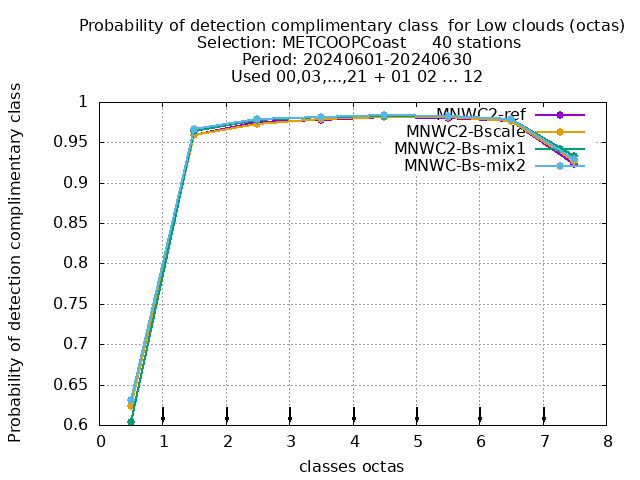 Probability of detection complimentary class  for Low clouds (octas)
Selection: METCOOPCoast     40 stations
Period: 20240601-20240630
Used 00,03,...,21 + 01 02 ... 12
Probability of detection complimentary class
1
0.95
0.9
0.85
0.8
0.75
0.7
0.65
0.6
MNWC2-ref
MNWC2-Bscale
MNWC2-Bs-mix1
MNWC-Bs-mix2
0 1 2 3 4 5 6 7 8
classes octas